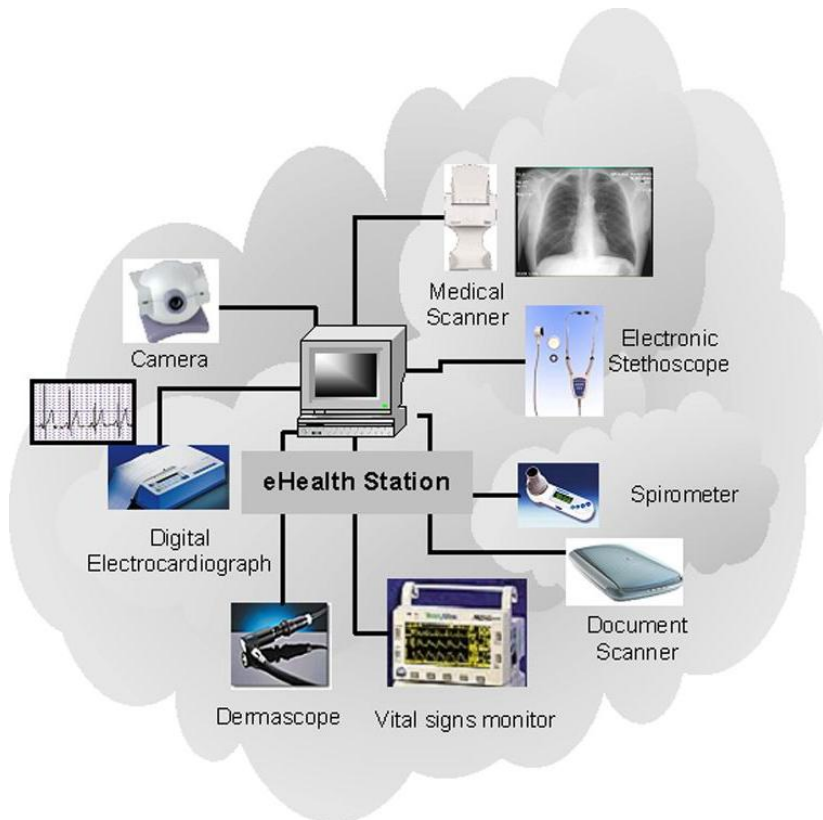 Medical
Scanner
Electronic
Stethoscope
Camera
eHealth Station
Spirometer
Digital
Electrocardiograph
Document
Scanner
Dermascope
Vital signs monitor